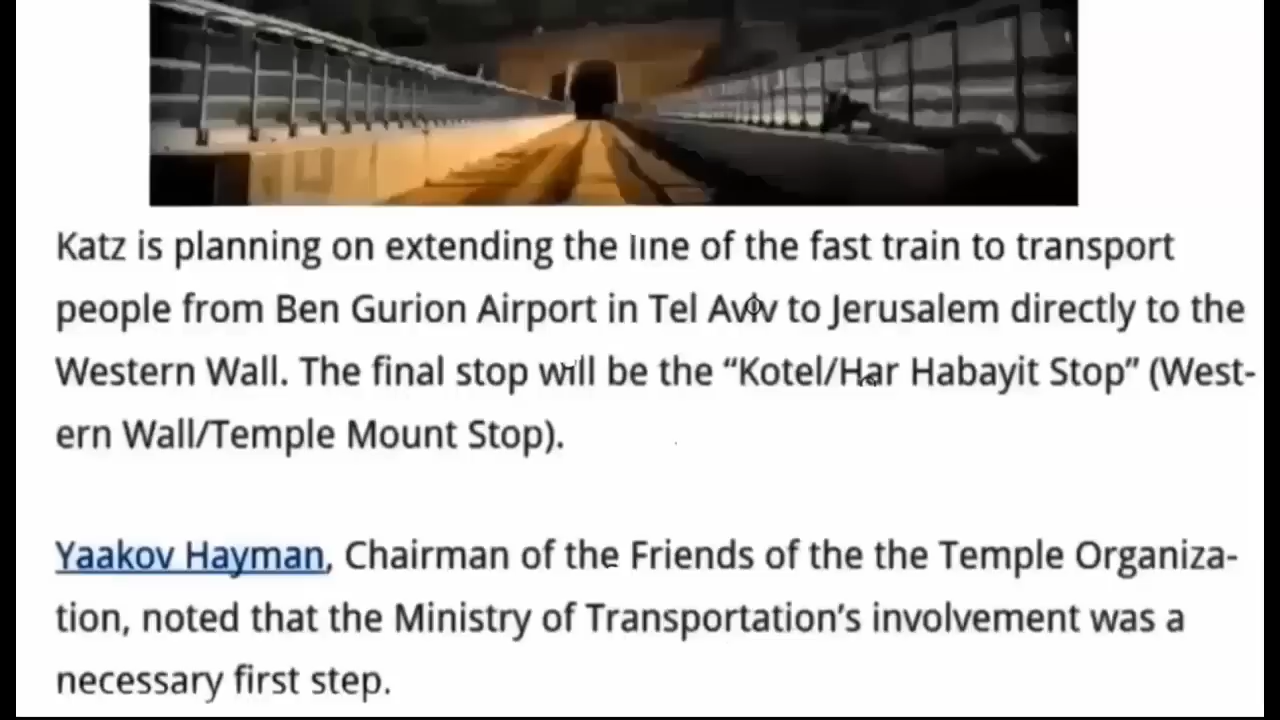 Katz is planning on extending the line of the fast train to transport
people from Ben Gurion Airport in Tel Aviv to Jerusalem directly to the
Western Wall. The final stop will be the “Kotel/Har Habayit Stop” (West-
ern Wall/Temple Mount Stop).
Yaakov Hayman, Chairman of the Friends of the the Temple Organiza-
tion, noted that the Ministry of Transportation’s involvement was a
necessary first step.